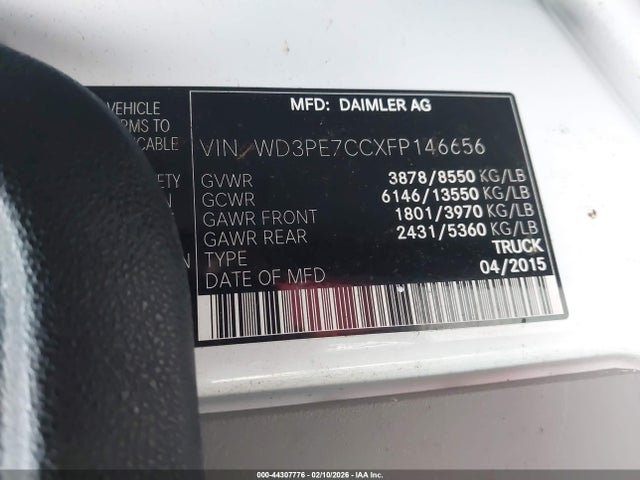 VEHICLE
RMS TO
ICABLE
ETY
N
N
MFD: DAIMLER AG
VIN WD3PE7CCXFP146656
GVWR 3878/8550 KG/LB
GCWR 6146/13550 KG/LB
GAWR FRONT 1801/3970 KG/LB
GAWR REAR 2431/5360 KG/LB
TYPE TRUCK
DATE OF MFD 04/2015
000-44307776 - 02/10/2026 - IAA Inc.